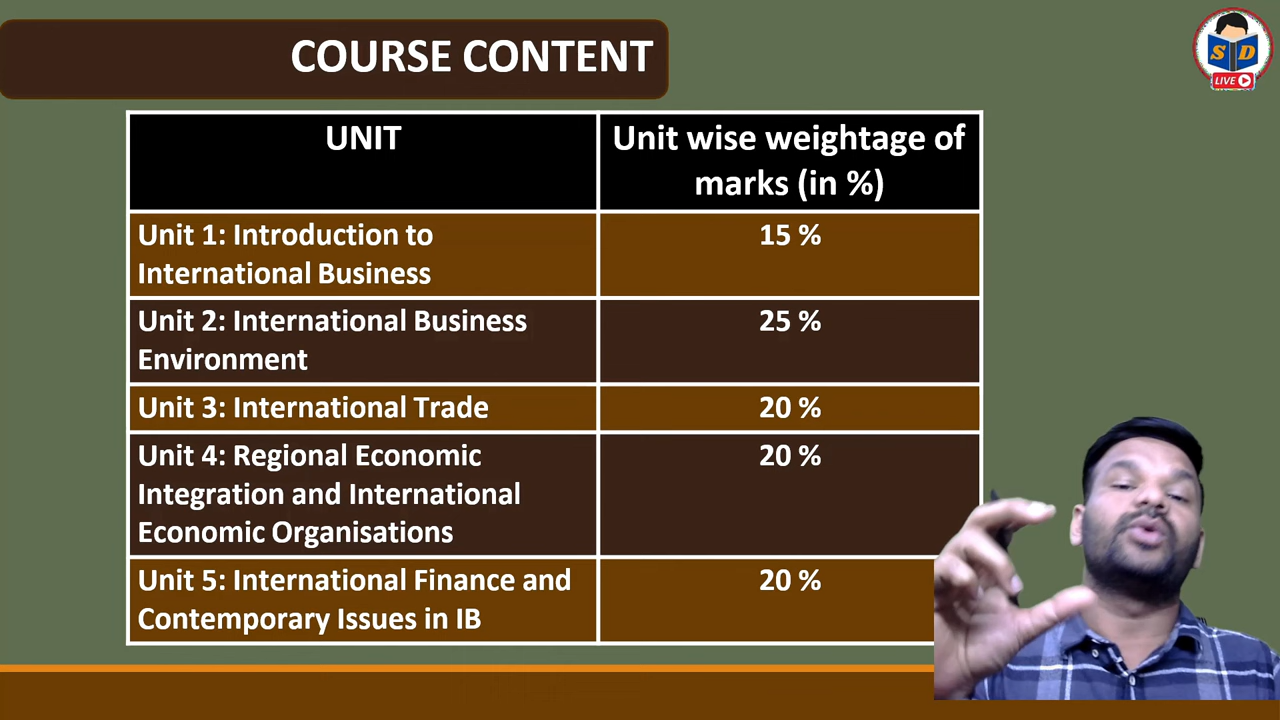 COURSE CONTENT
S D
LIVE
UNIT
Unit wise weightage of
marks (in %)
Unit 1: Introduction to
International Business
15 %
Unit 2: International Business
Environment
25 %
Unit 3: International Trade
20 %
Unit 4: Regional Economic
Integration and International
Economic Organisations
20 %
Unit 5: International Finance and
Contemporary Issues in IB
20 %